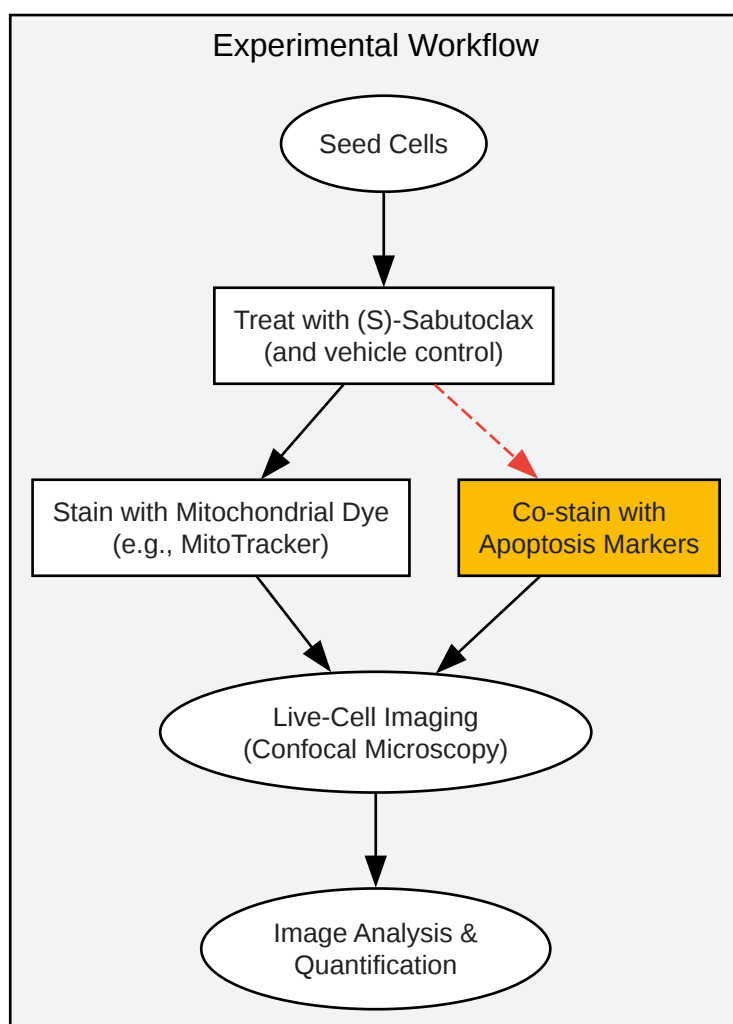 Experimental Workflow
Seed Cells
Treat with (S)-Sabutoclax
(and vehicle control)
Stain with Mitochondrial Dye
(e.g., MitoTracker)
Co-stain with
Apoptosis Markers
Live-Cell Imaging
(Confocal Microscopy)
Image Analysis &
Quantification